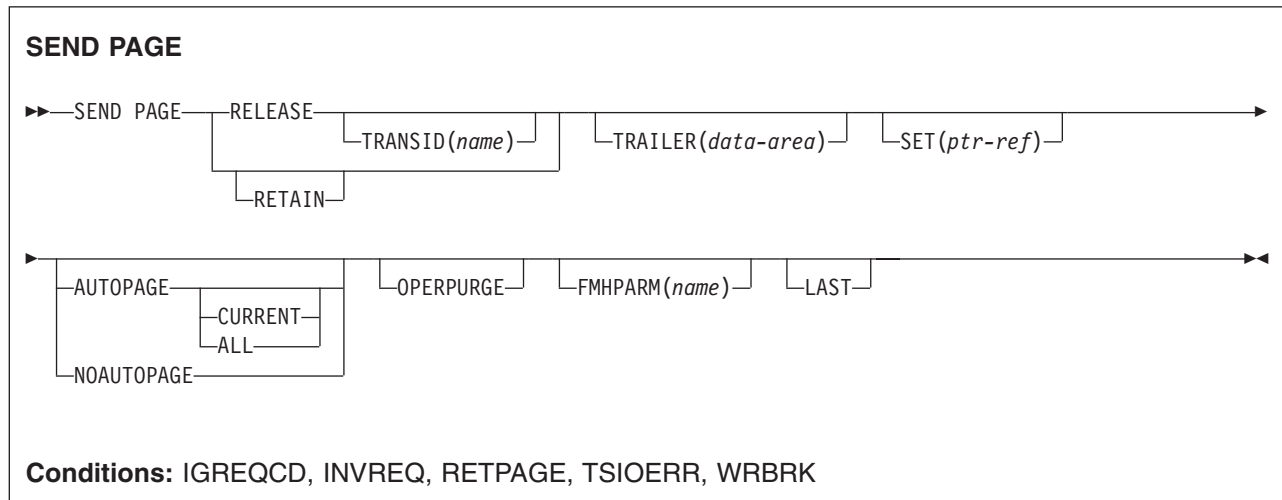 SEND PAGE
SEND PAGE RELEASE TRAILER(data-area) SET(ptr-ref)
TRANSID(name)
RETAIN
AUTOPAGE OPERPURGE FMHPARM(name) LAST
CURRENT
ALL
NOAUTOPAGE
Conditions: IGREQCD, INVREQ, RETPAGE, TSIOERR, WRBRK